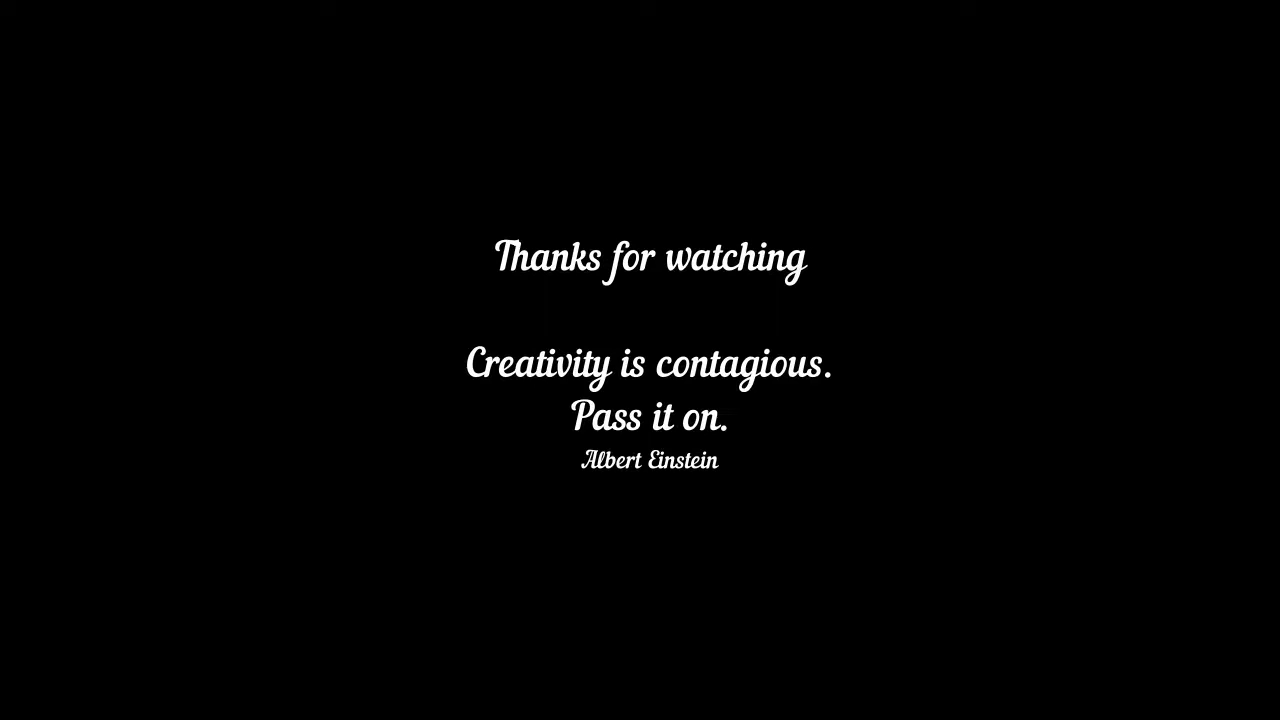 Thanks for watching
Creativity is contagious.
Pass it on.
Albert Einstein